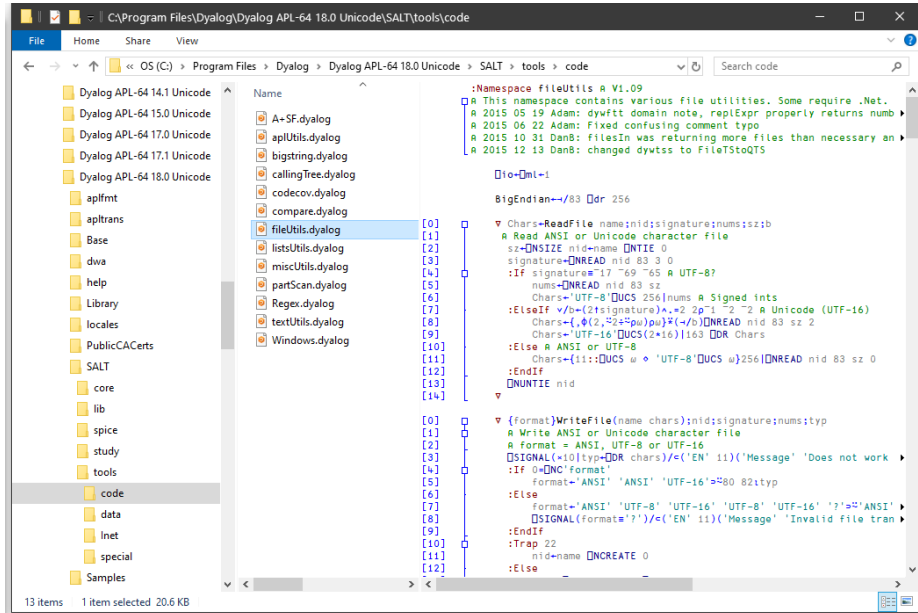 C:\Program Files\Dyalog\Dyalog APL-64 18.0 Unicode\SALT\tools\code
File Home Share View
« OS (C:) › Program Files › Dyalog › Dyalog APL-64 18.0 Unicode › SALT › tools › code
Search code
Dyalog APL-64 14.1 Unicode
Dyalog APL-64 15.0 Unicode
Dyalog APL-64 17.0 Unicode
Dyalog APL-64 17.1 Unicode
Dyalog APL-64 18.0 Unicode
aplfmt
apltrans
Base
dwa
help
Library
locales
PublicCACerts
SALT
core
lib
spice
study
tools
code
data
Inet
special
Samples
Name
A+SF.dyalog
aplUtils.dyalog
bigstring.dyalog
callingTree.dyalog
codecov.dyalog
compare.dyalog
fileUtils.dyalog
listsUtils.dyalog
miscUtils.dyalog
partScan.dyalog
Regex.dyalog
textUtils.dyalog
Windows.dyalog
:Namespace fileUtils ⍝ V1.09
⍝ This namespace contains various file utilities. Some require .Net.
⍝ 2015 05 19 Adam: dywftt domain note, replExpr properly returns numb
⍝ 2015 06 22 Adam: Fixed confusing comment typo
⍝ 2015 10 31 DanB: filesIn was returning more files than necessary an
⍝ 2015 12 13 DanB: changed dywtss to FileTStoQTS
⎕io←⎕ml←1
BigEndian←⊣/83 ⎕dr 256
[0] ∇ Chars←ReadFile name;nid;signature;nums;sz;b
[1] ⍝ Read ANSI or Unicode character file
[2] sz←⎕NSIZE nid←name ⎕NTIE 0
[3] signature←⎕NREAD nid 83 3 0
[4] :If signature≡¯17 ¯69 ¯65 ⍝ UTF-8?
[5] nums←⎕NREAD nid 83 sz
[6] Chars←'UTF-8'⎕UCS 256|nums ⍝ Signed ints
[7] :ElseIf ∨/b←(2↑signature)∧.=2 2⍴¯1 ¯2 ¯2 ⍝ Unicode (UTF-16)
[8] Chars←{,⌽(2,⍨2÷⍨⍴⍵)⍴⍵}⍣(⊣/b)⎕NREAD nid 83 sz 2
[9] Chars←'UTF-16'⎕UCS(2*16)|163 ⎕DR Chars
[10] :Else ⍝ ANSI or UTF-8
[11] Chars←{11::⎕UCS ⍵ ⋄ 'UTF-8'⎕UCS ⍵}256|⎕NREAD nid 83 sz 0
[12] :EndIf
[13] ⎕NUNTIE nid
[14] ∇
[0] ∇ {format}WriteFile(name chars);nid;signature;nums;typ
[1] ⍝ Write ANSI or Unicode character file
[2] ⍝ format = ANSI, UTF-8 or UTF-16
[3] ⎕SIGNAL(×10|typ←⎕DR chars)/⊂('EN' 11)('Message' 'Does not work
[4] :If 0=⎕NC'format'
[5] format←'ANSI' 'ANSI' 'UTF-16'⊃⍨80 82⍳typ
[6] :Else
[7] format←'ANSI' 'UTF-8' 'UTF-16' 'UTF-8' 'UTF-16' '?'⊃⍨'ANSI'
[8] ⎕SIGNAL(format≡'?')/⊂('EN' 11)('Message' 'Invalid file tran
[9] :EndIf
[10] :Trap 22
[11] nid←name ⎕NCREATE 0
[12] :Else
13 items 1 item selected 20.6 KB